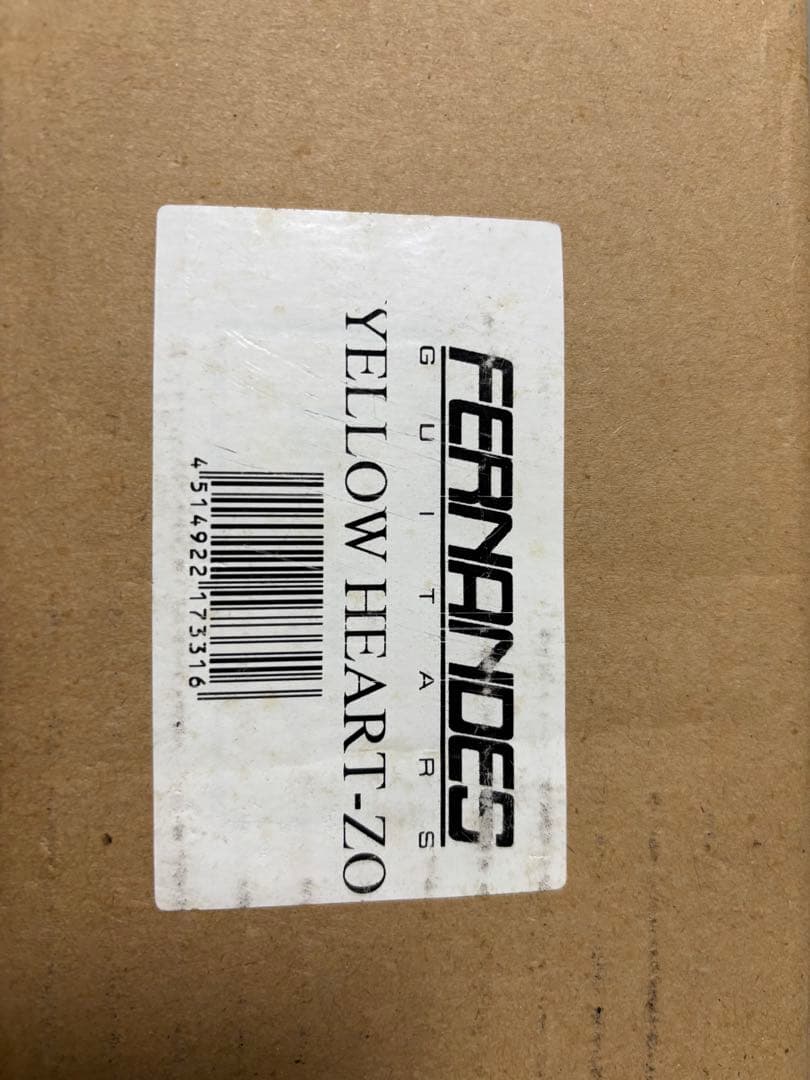 FERNANDES
GUITARS
YELLOW HEART-ZO
4514922173316